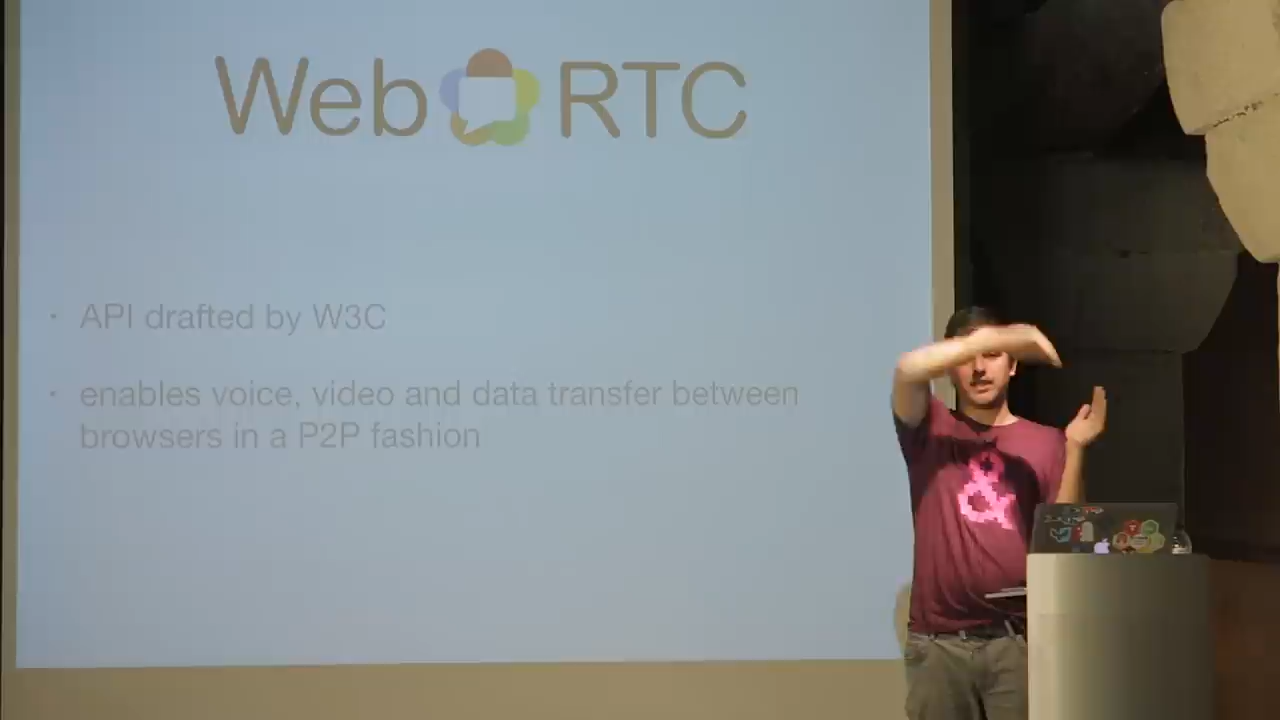 Web RTC
· API drafted by W3C
· enables voice, video and data transfer between
browsers in a P2P fashion